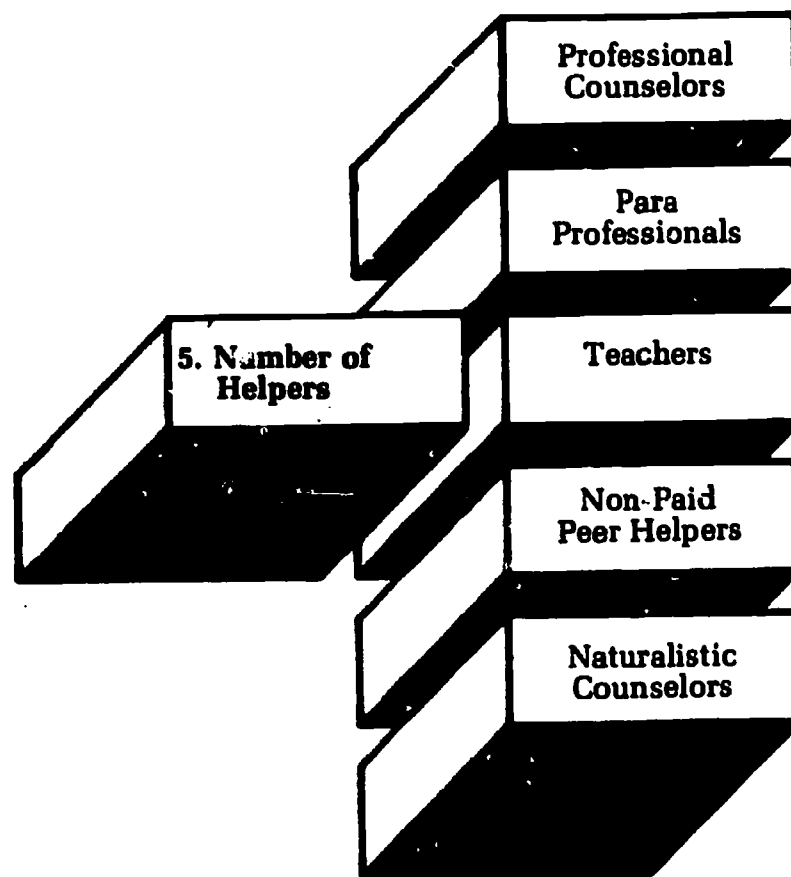 Professional
Counselors
Para
Professionals
5. Number of
Helpers
Teachers
Non-Paid
Peer Helpers
Naturalistic
Counselors